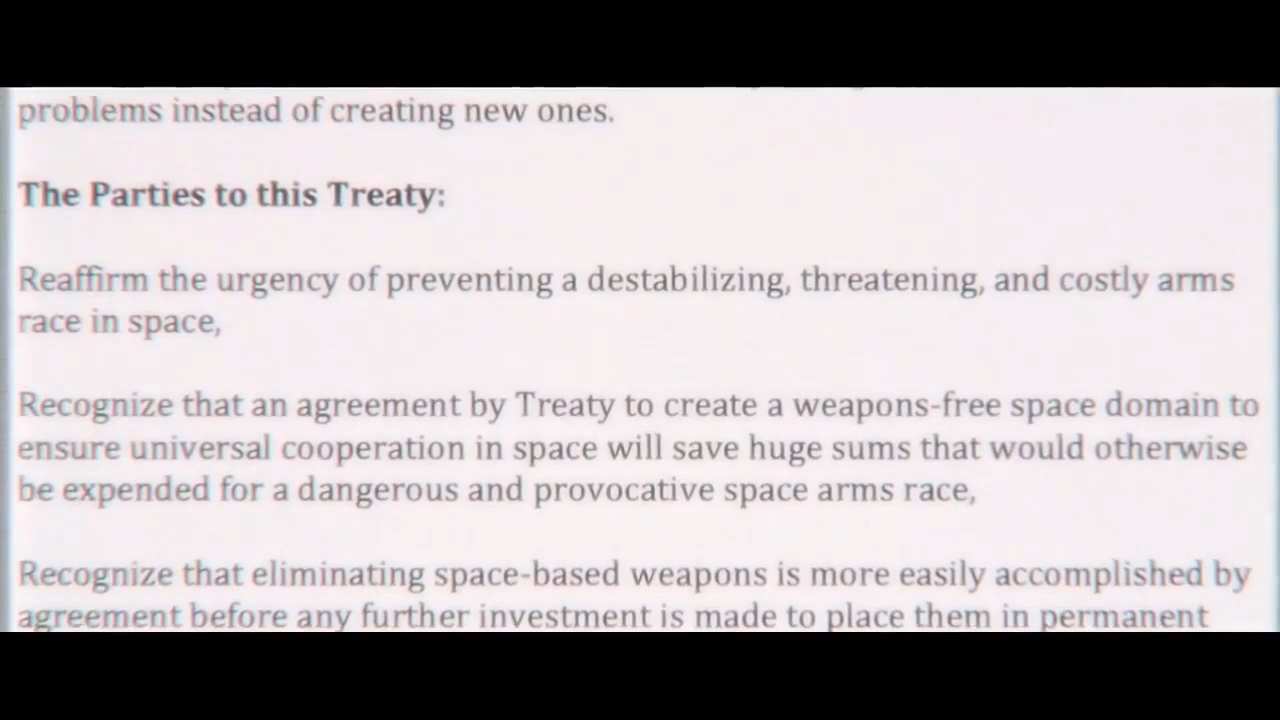 problems instead of creating new ones.
The Parties to this Treaty:
Reaffirm the urgency of preventing a destabilizing, threatening, and costly arms
race in space,
Recognize that an agreement by Treaty to create a weapons-free space domain to
ensure universal cooperation in space will save huge sums that would otherwise
be expended for a dangerous and provocative space arms race,
Recognize that eliminating space-based weapons is more easily accomplished by
agreement before any further investment is made to place them in permanent